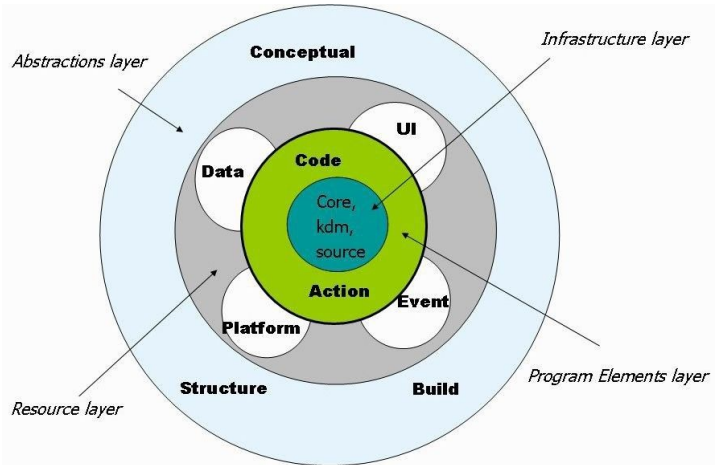 Infrastructure layer
Conceptual
Abstractions layer
UI
Code
Data
Core,
kdm,
source
Action
Event
Platform
Program Elements layer
Structure
Build
Resource layer